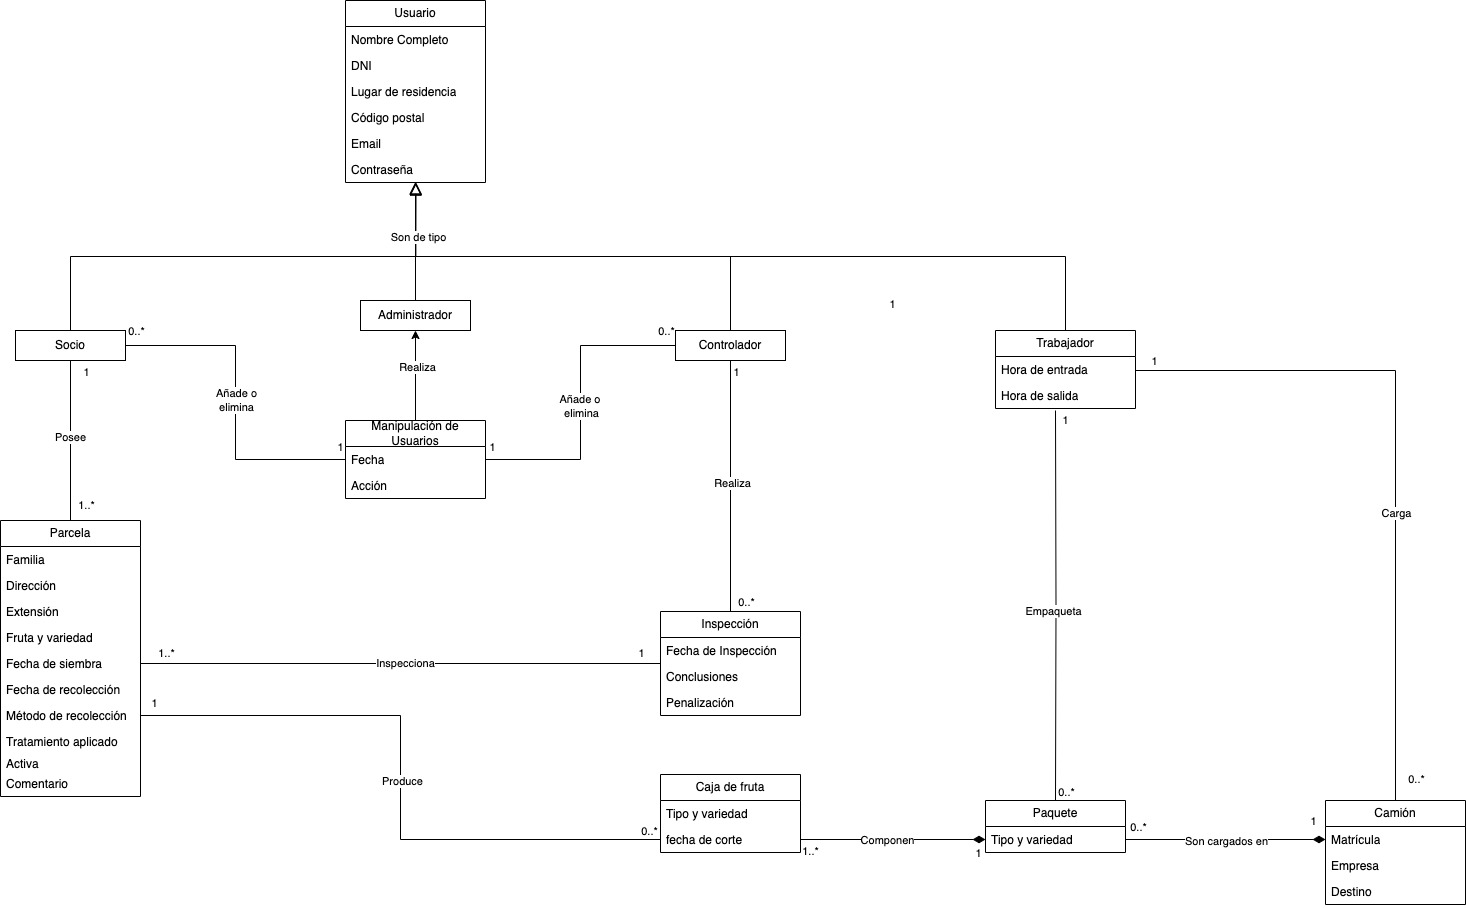 Usuario
Nombre Completo
DNI
Lugar de residencia
Código postal
Email
Contraseña
Son de tipo
1
Administrador
Socio
0..*
0..*
Controlador
Trabajador
1
1
Realiza
1
Hora de entrada
Hora de salida
Añade o
elimina
Añade o
elimina
1
Manipulación de
Usuarios
1
1
Fecha
Acción
Posee
Realiza
1..*
Carga
Parcela
Familia
Dirección
Extensión
Fruta y variedad
Fecha de siembra
Fecha de recolección
Método de recolección
Tratamiento aplicado
Activa
Comentario
0..*
Empaqueta
Inspección
Fecha de Inspección
Conclusiones
Penalización
1..*
Inspecciona
1
1
Produce
0..*
Caja de fruta
Tipo y variedad
fecha de corte
1..*
Componen
1
0..*
Paquete
Tipo y variedad
0..*
Son cargados en
1
0..*
Camión
Matrícula
Empresa
Destino